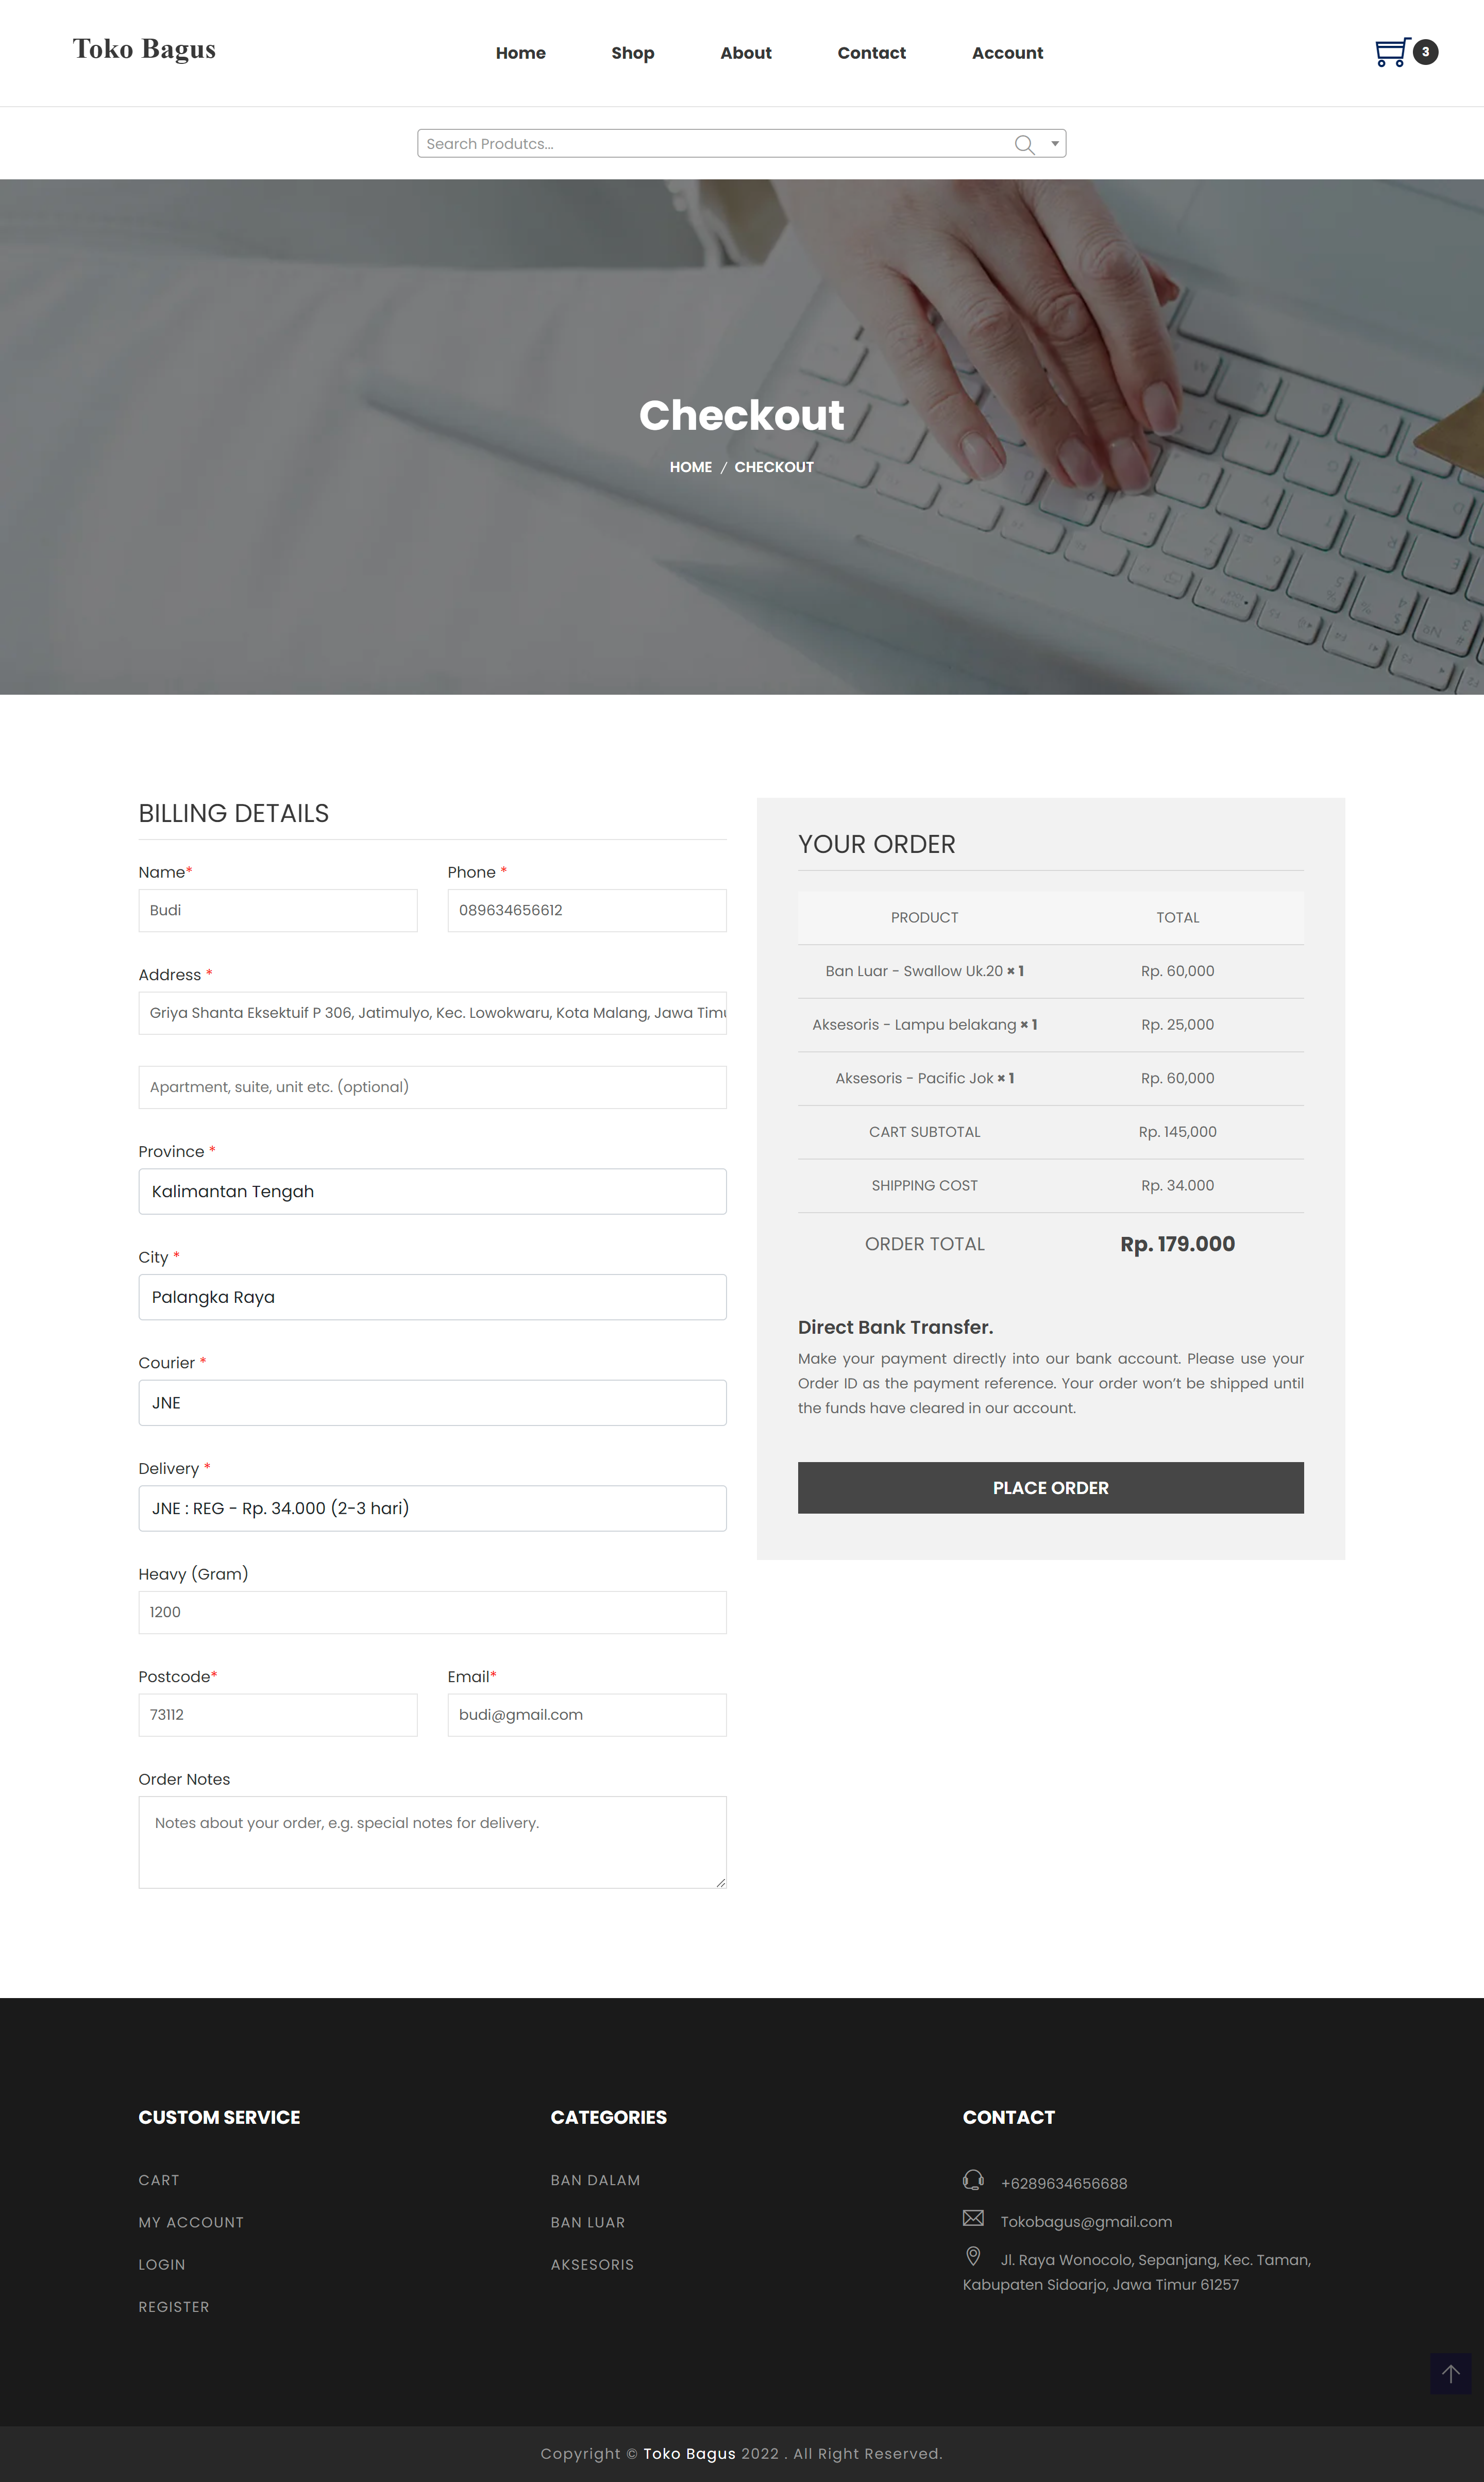 Toko Bagus
Home Shop About Contact Account
3
Search Produtcs...
Checkout
HOME / CHECKOUT
BILLING DETAILS
Name*
Budi
Phone *
089634656612
Address *
Griya Shanta Eksektuif P 306, Jatimulyo, Kec. Lowokwaru, Kota Malang, Jawa Timu
Apartment, suite, unit etc. (optional)
Province *
Kalimantan Tengah
City *
Palangka Raya
Courier *
JNE
Delivery *
JNE : REG - Rp. 34.000 (2-3 hari)
Heavy (Gram)
1200
Postcode*
73112
Email*
budi@gmail.com
Order Notes
Notes about your order, e.g. special notes for delivery.
YOUR ORDER
PRODUCT TOTAL
Ban Luar - Swallow Uk.20 × 1 Rp. 60,000
Aksesoris - Lampu belakang × 1 Rp. 25,000
Aksesoris - Pacific Jok × 1 Rp. 60,000
CART SUBTOTAL Rp. 145,000
SHIPPING COST Rp. 34.000
ORDER TOTAL Rp. 179.000
Direct Bank Transfer.
Make your payment directly into our bank account. Please use your
Order ID as the payment reference. Your order won’t be shipped until
the funds have cleared in our account.
PLACE ORDER
CUSTOM SERVICE
CART
MY ACCOUNT
LOGIN
REGISTER
CATEGORIES
BAN DALAM
BAN LUAR
AKSESORIS
CONTACT
+6289634656688
Tokobagus@gmail.com
Jl. Raya Wonocolo, Sepanjang, Kec. Taman,
Kabupaten Sidoarjo, Jawa Timur 61257
Copyright © Toko Bagus 2022 . All Right Reserved.